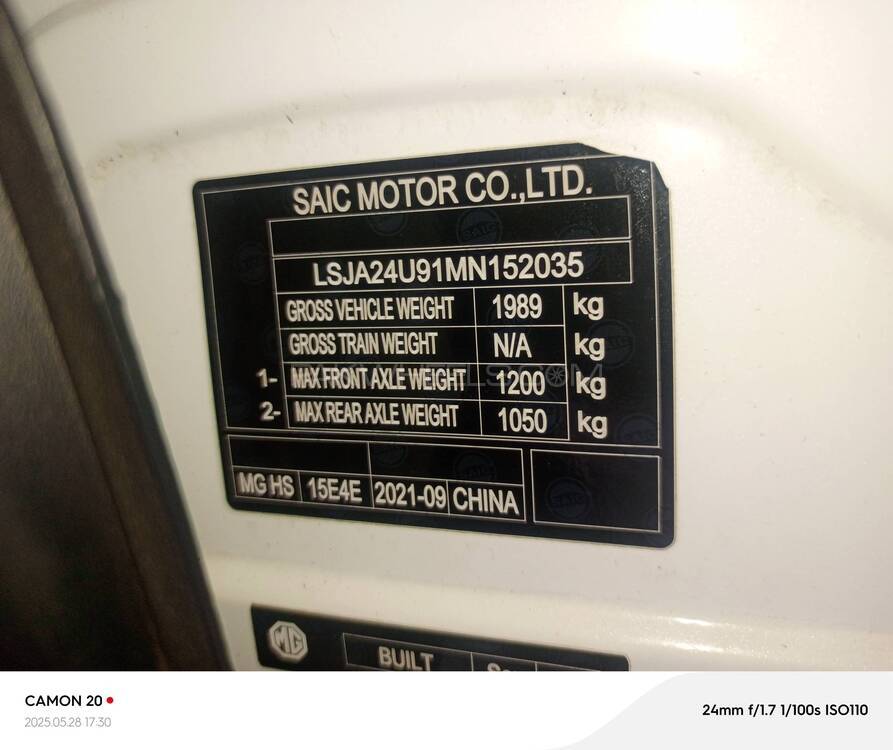 SAIC MOTOR CO.,LTD.
LSJA24U91MN152035
GROSS VEHICLE WEIGHT 1989 kg
GROSS TRAIN WEIGHT N/A kg
1- MAX FRONT AXLE WEIGHT 1200 kg
2- MAX REAR AXLE WEIGHT 1050 kg
MG HS 15E4E 2021-09 CHINA
SAIC
MG
BUILT
CAMON 20
2025.05.28 17:30
24mm f/1.7 1/100s ISO110